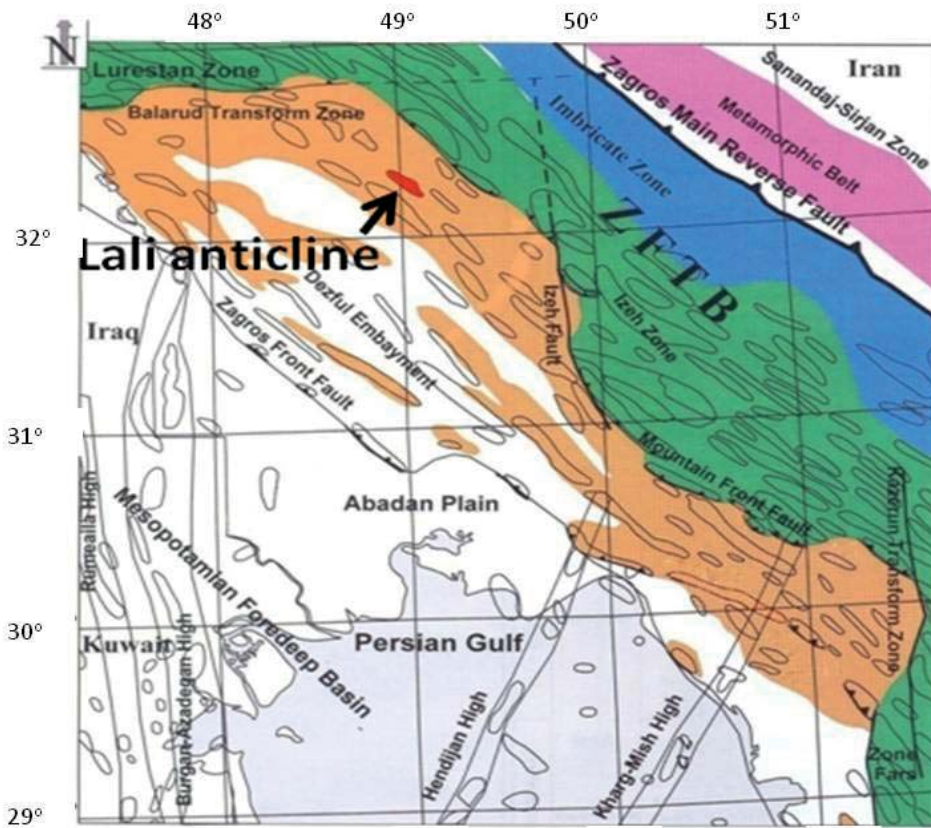 48°
49°
50°
51°
N
Lurestan Zone
Balarud Transform Zone
Iran
Sanandaj-Sirjan Zone
Metamorphic Belt
Zagros Main Reverse Fault
Imbricate Zone
ZFTB
32°
Lali anticline
Dezful Embayment
Izeh Fault
Izeh Zone
Iraq
Zagros Front Fault
31°
Mountain Front Fault
Kazerun Transform Zone
Rumeaila High
Abadan Plain
Mesopotamian Foredeep Basin
30°
Kuwait
Persian Gulf
Burgan-Azadegan High
Hendijan High
Kharg-Mish High
Zone
Fars
29°